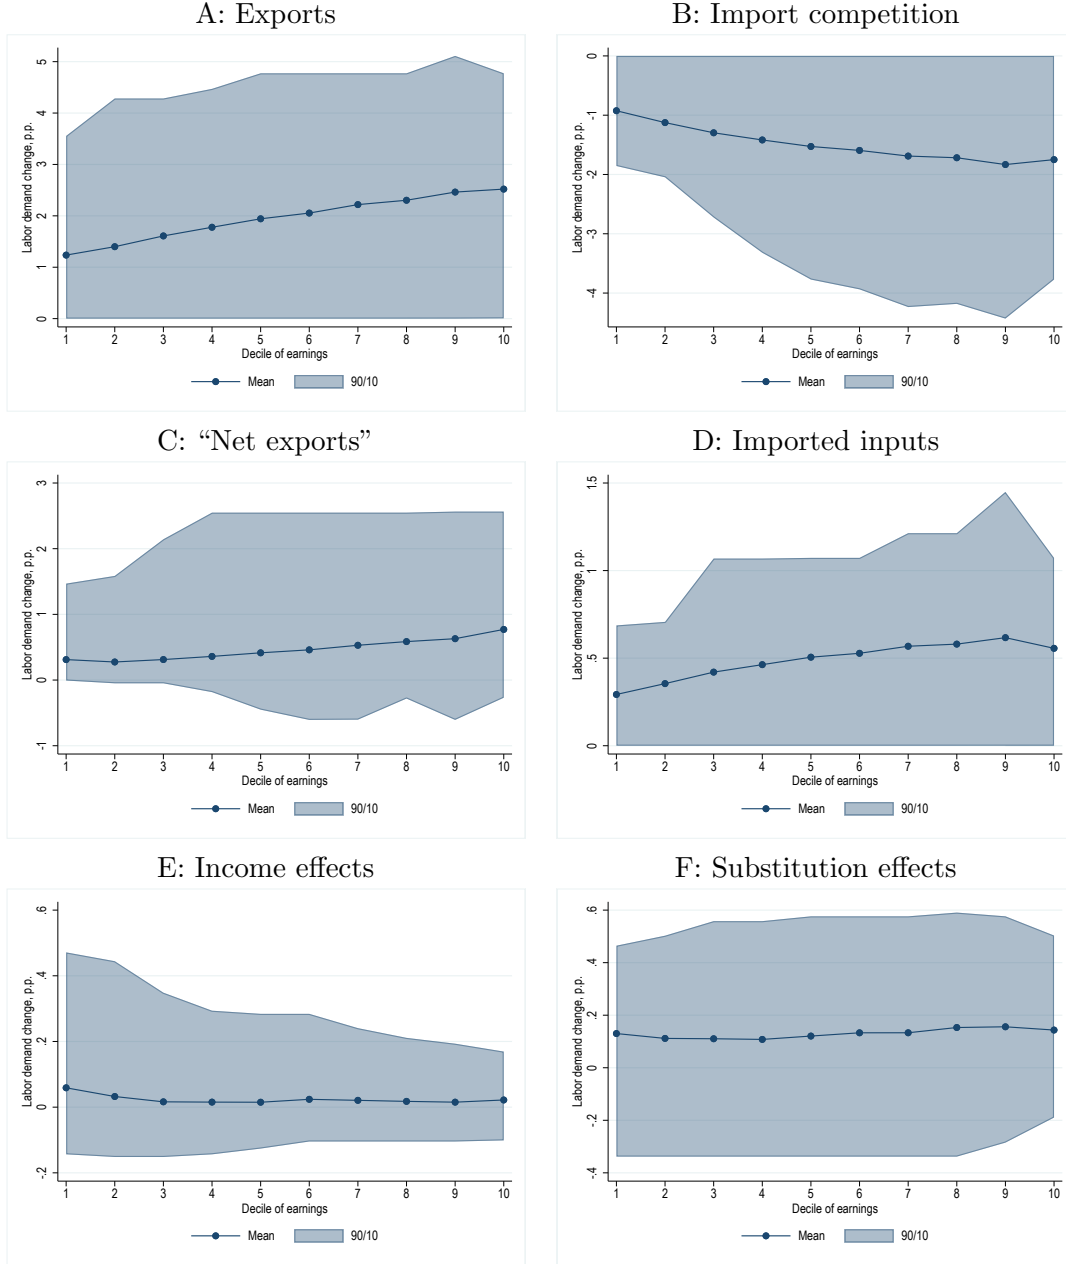 A: Exports
Labor demand change, p.p.
5
4
3
2
1
0
1 2 3 4 5 6 7 8 9 10
Decile of earnings
Mean 90/10
B: Import competition
Labor demand change, p.p.
0
-1
-2
-3
-4
1 2 3 4 5 6 7 8 9 10
Decile of earnings
Mean 90/10
C: “Net exports”
Labor demand change, p.p.
3
2
1
0
-1
1 2 3 4 5 6 7 8 9 10
Decile of earnings
Mean 90/10
D: Imported inputs
Labor demand change, p.p.
1.5
1
.5
0
1 2 3 4 5 6 7 8 9 10
Decile of earnings
Mean 90/10
E: Income effects
Labor demand change, p.p.
.6
.4
.2
0
-.2
1 2 3 4 5 6 7 8 9 10
Decile of earnings
Mean 90/10
F: Substitution effects
Labor demand change, p.p.
.6
.4
.2
0
-.2
-.4
1 2 3 4 5 6 7 8 9 10
Decile of earnings
Mean 90/10